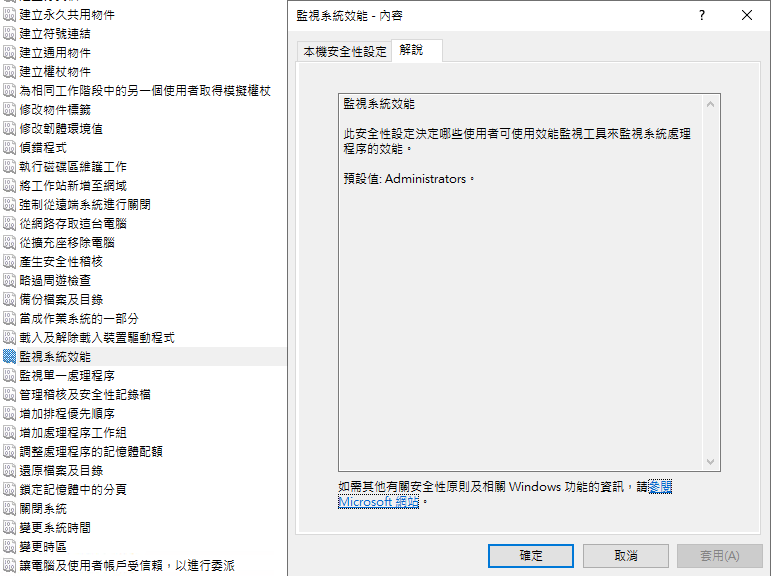 建立永久共用物件
建立符號連結
建立通用物件
建立權杖物件
為相同工作階段中的另一個使用者取得模擬權杖
修改物件標籤
修改韌體環境值
偵錯程式
執行磁碟區維護工作
將工作站新增至網域
強制從遠端系統進行關閉
從網路存取這台電腦
從擴充座移除電腦
產生安全性稽核
略過周遊檢查
備份檔案及目錄
當成作業系統的一部分
載入及解除載入裝置驅動程式
監視系統效能
監視單一處理程序
管理稽核及安全性記錄檔
增加排程優先順序
增加處理程序工作組
調整處理程序的記憶體配額
還原檔案及目錄
鎖定記憶體中的分頁
關閉系統
變更系統時間
變更時區
讓電腦及使用者帳戶受信賴，以進行委派
監視系統效能 - 內容
?
本機安全性設定 解說
監視系統效能
此安全性設定決定哪些使用者可使用效能監視工具來監視系統處理
程序的效能。
預設值: Administrators。
如需其他有關安全性原則及相關 Windows 功能的資訊，請參閱
Microsoft 網站。
確定 取消 套用(A)